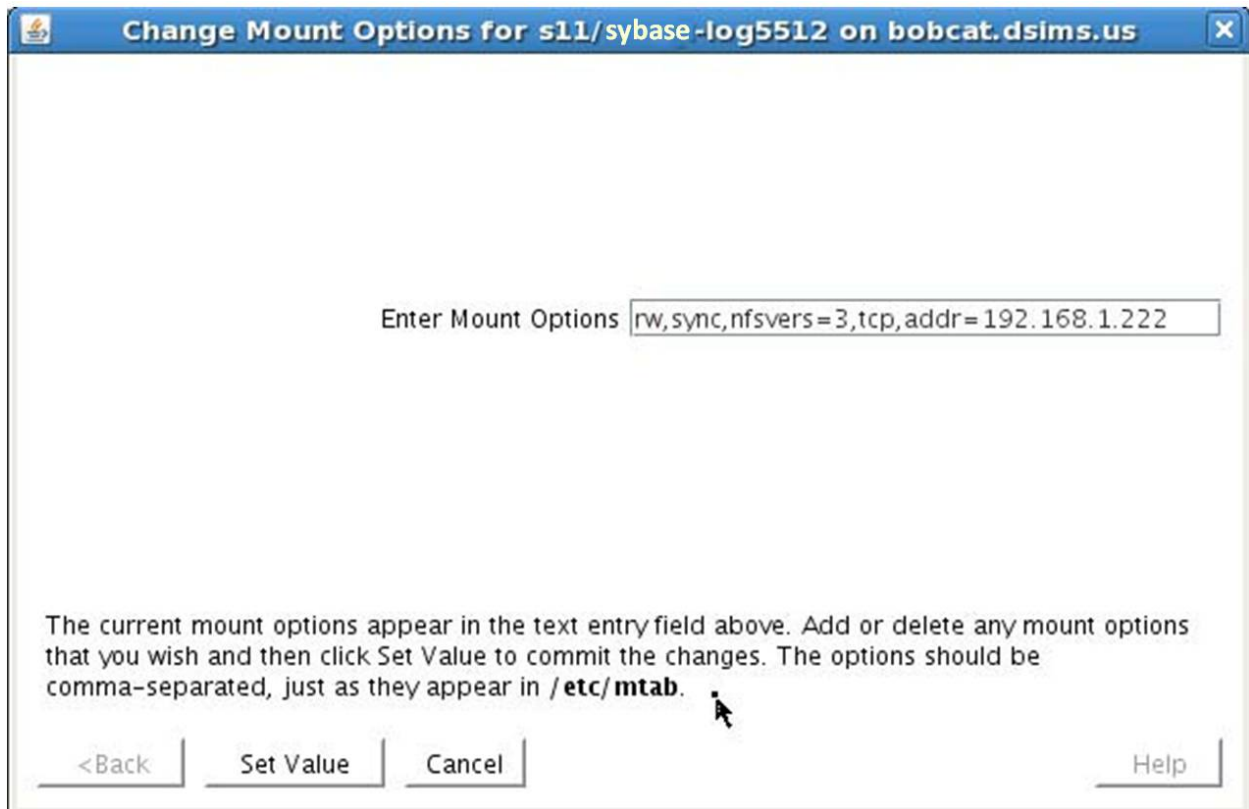 Change Mount Options for s11/sybase-log5512 on bobcat.dsims.us
Enter Mount Options rw,sync,nfsvers=3,tcp,addr=192.168.1.222
The current mount options appear in the text entry field above. Add or delete any mount options
that you wish and then click Set Value to commit the changes. The options should be
comma-separated, just as they appear in /etc/mtab.
<Back Set Value Cancel Help